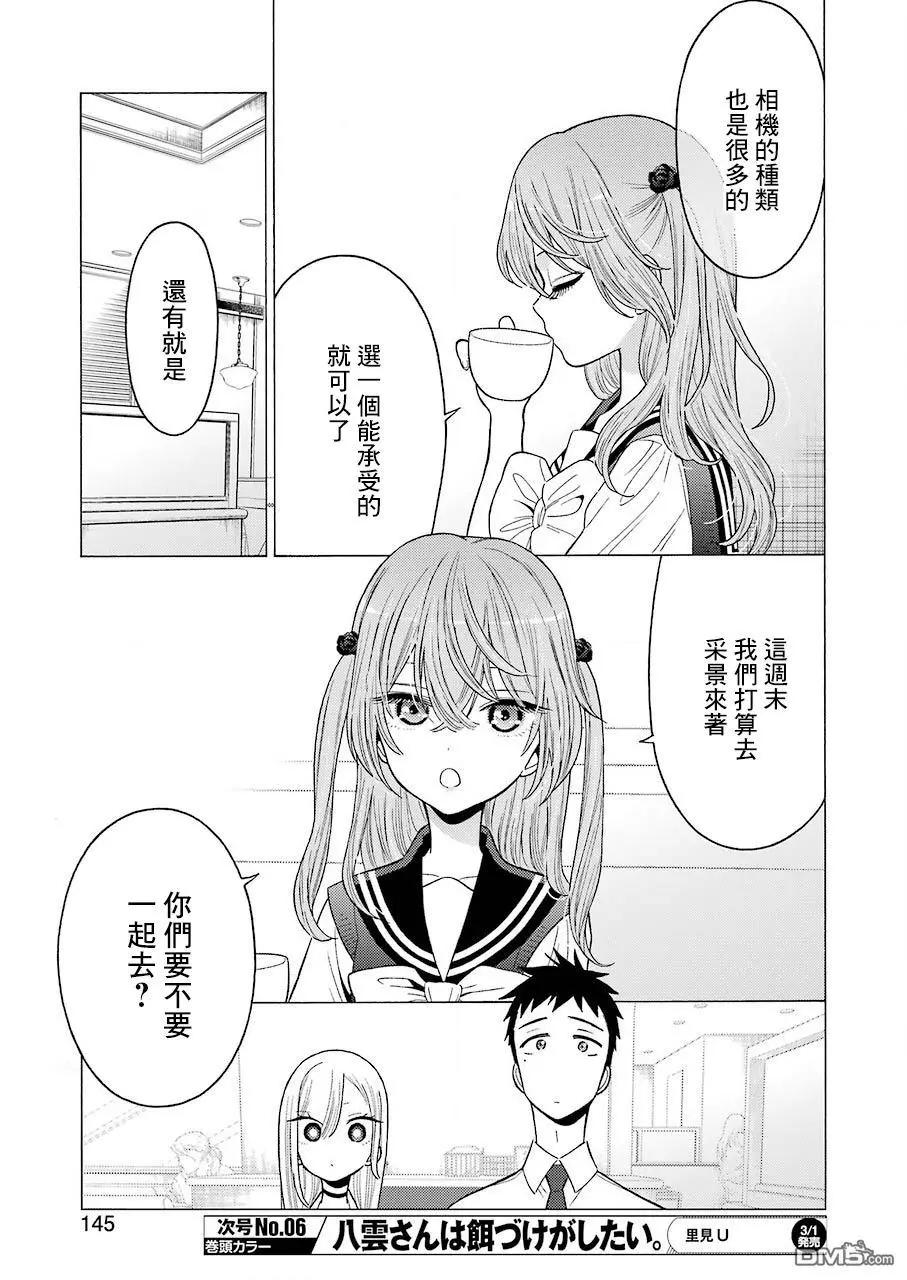 相機的種類
也是很多的
選一個能承受的
就可以了
還有就是
這週末
我們打算去
采景來著
你們要不要
一起去?
145
次号No.06
巻頭カラー
八雲さんは餌づけがしたい。
里見U
3/1
発売
DM5.com